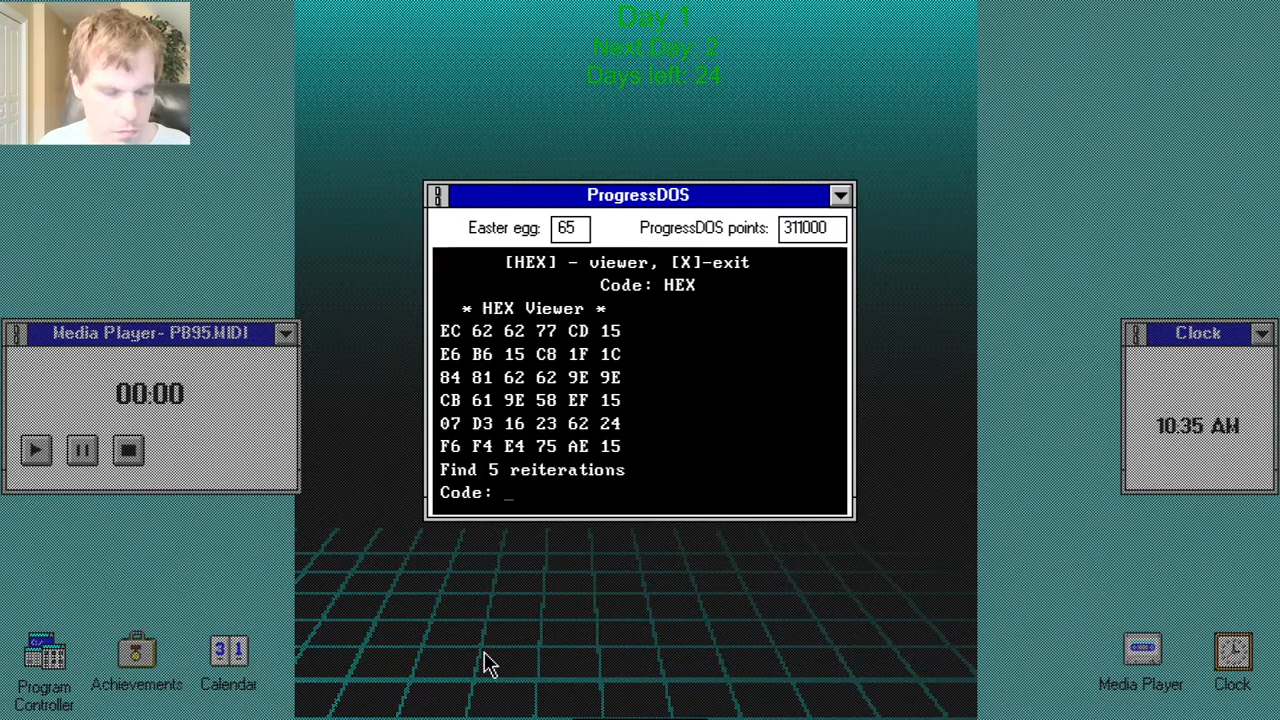 Day 1
Next Day: 2
Days left: 24
ProgressDOS
Easter egg: 65 ProgressDOS points: 311000
[HEX] - viewer, [X]-exit
Code: HEX
* HEX Viewer *
EC 62 62 77 CD 15
E6 B6 15 C8 1F 1C
84 81 62 62 9E 9E
CB 61 9E 58 EF 15
07 D3 16 23 62 24
F6 F4 E4 75 AE 15
Find 5 reiterations
Code: _
Media Player- PB95.MIDI
00:00
Clock
10:35 AM
Program
Controller
Achievements
31
Calendar
Media Player
Clock